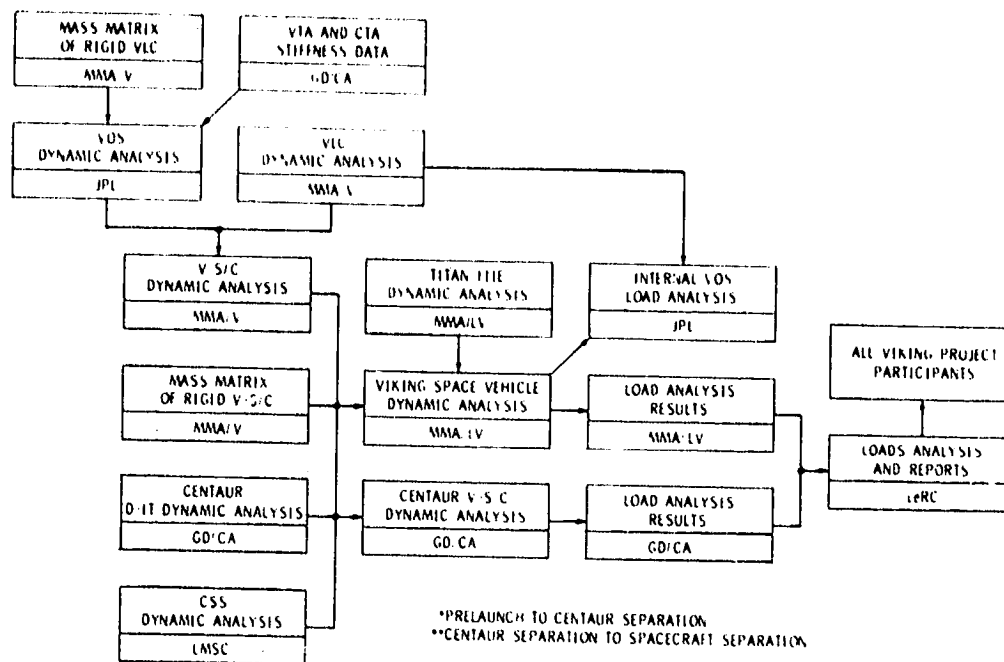 MASS MATRIX
OF RIGID VLC
MMA/V
VTA AND CTA
STIFFNESS DATA
GD/CA
VOS
DYNAMIC ANALYSIS
JPL
VLC
DYNAMIC ANALYSIS
MMA/V
V S/C
DYNAMIC ANALYSIS
MMA/V
TITAN IIIE
DYNAMIC ANALYSIS
MMA/LV
INTERNAL VOS
LOAD ANALYSIS
JPL
MASS MATRIX
OF RIGID V-S/C
MMA/V
VIKING SPACE VEHICLE
DYNAMIC ANALYSIS
MMA/LV
LOAD ANALYSIS
RESULTS
MMA/LV
ALL VIKING PROJECT
PARTICIPANTS
LOADS ANALYSIS
AND REPORTS
LeRC
CENTAUR
D-1T DYNAMIC ANALYSIS
GD/CA
CENTAUR V-S/C
DYNAMIC ANALYSIS
GD/CA
LOAD ANALYSIS
RESULTS
GD/CA
CSS
DYNAMIC ANALYSIS
LMSC
*PRELAUNCH TO CENTAUR SEPARATION
**CENTAUR SEPARATION TO SPACECRAFT SEPARATION